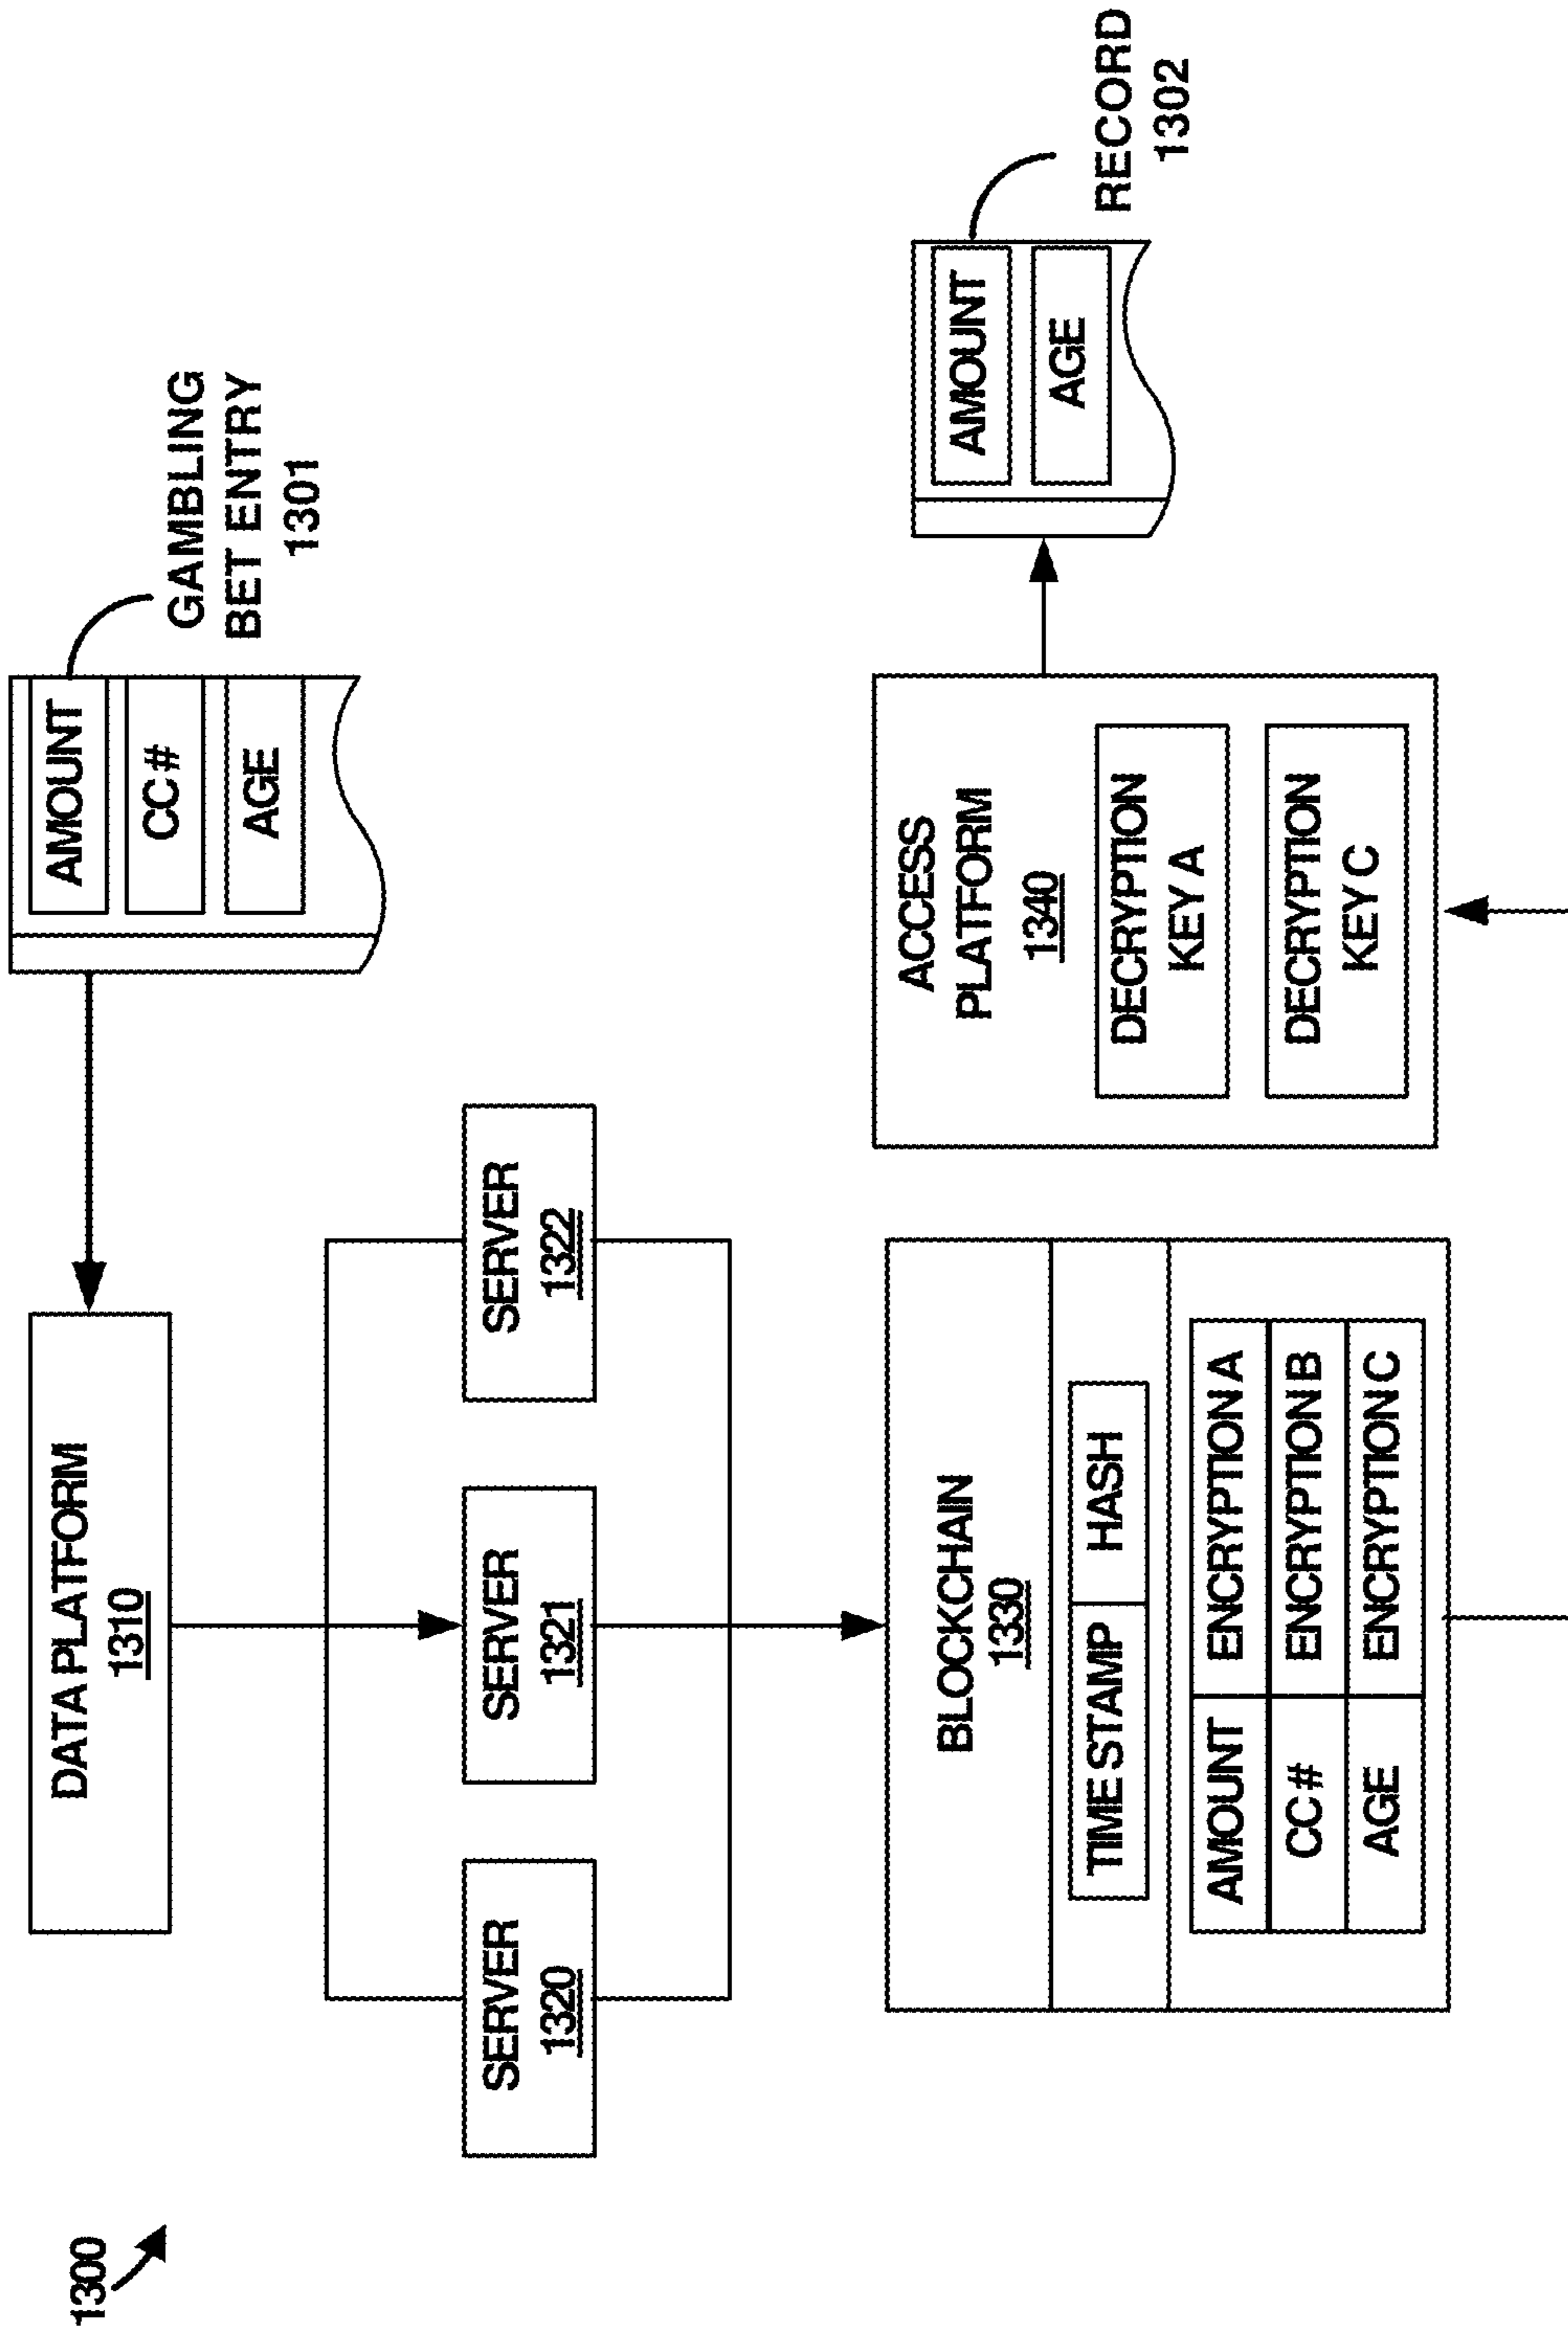 1300
DATA PLATFORM
1310
AMOUNT
CC #
AGE
GAMBLING
BET ENTRY
1301
SERVER
1320
SERVER
1321
SERVER
1322
BLOCKCHAIN
1330
TIME STAMP
HASH
AMOUNT
ENCRYPTION A
CC #
ENCRYPTION B
AGE
ENCRYPTION C
ACCESS
PLATFORM
1340
DECRYPTION
KEY A
DECRYPTION
KEY C
AMOUNT
AGE
RECORD
1302